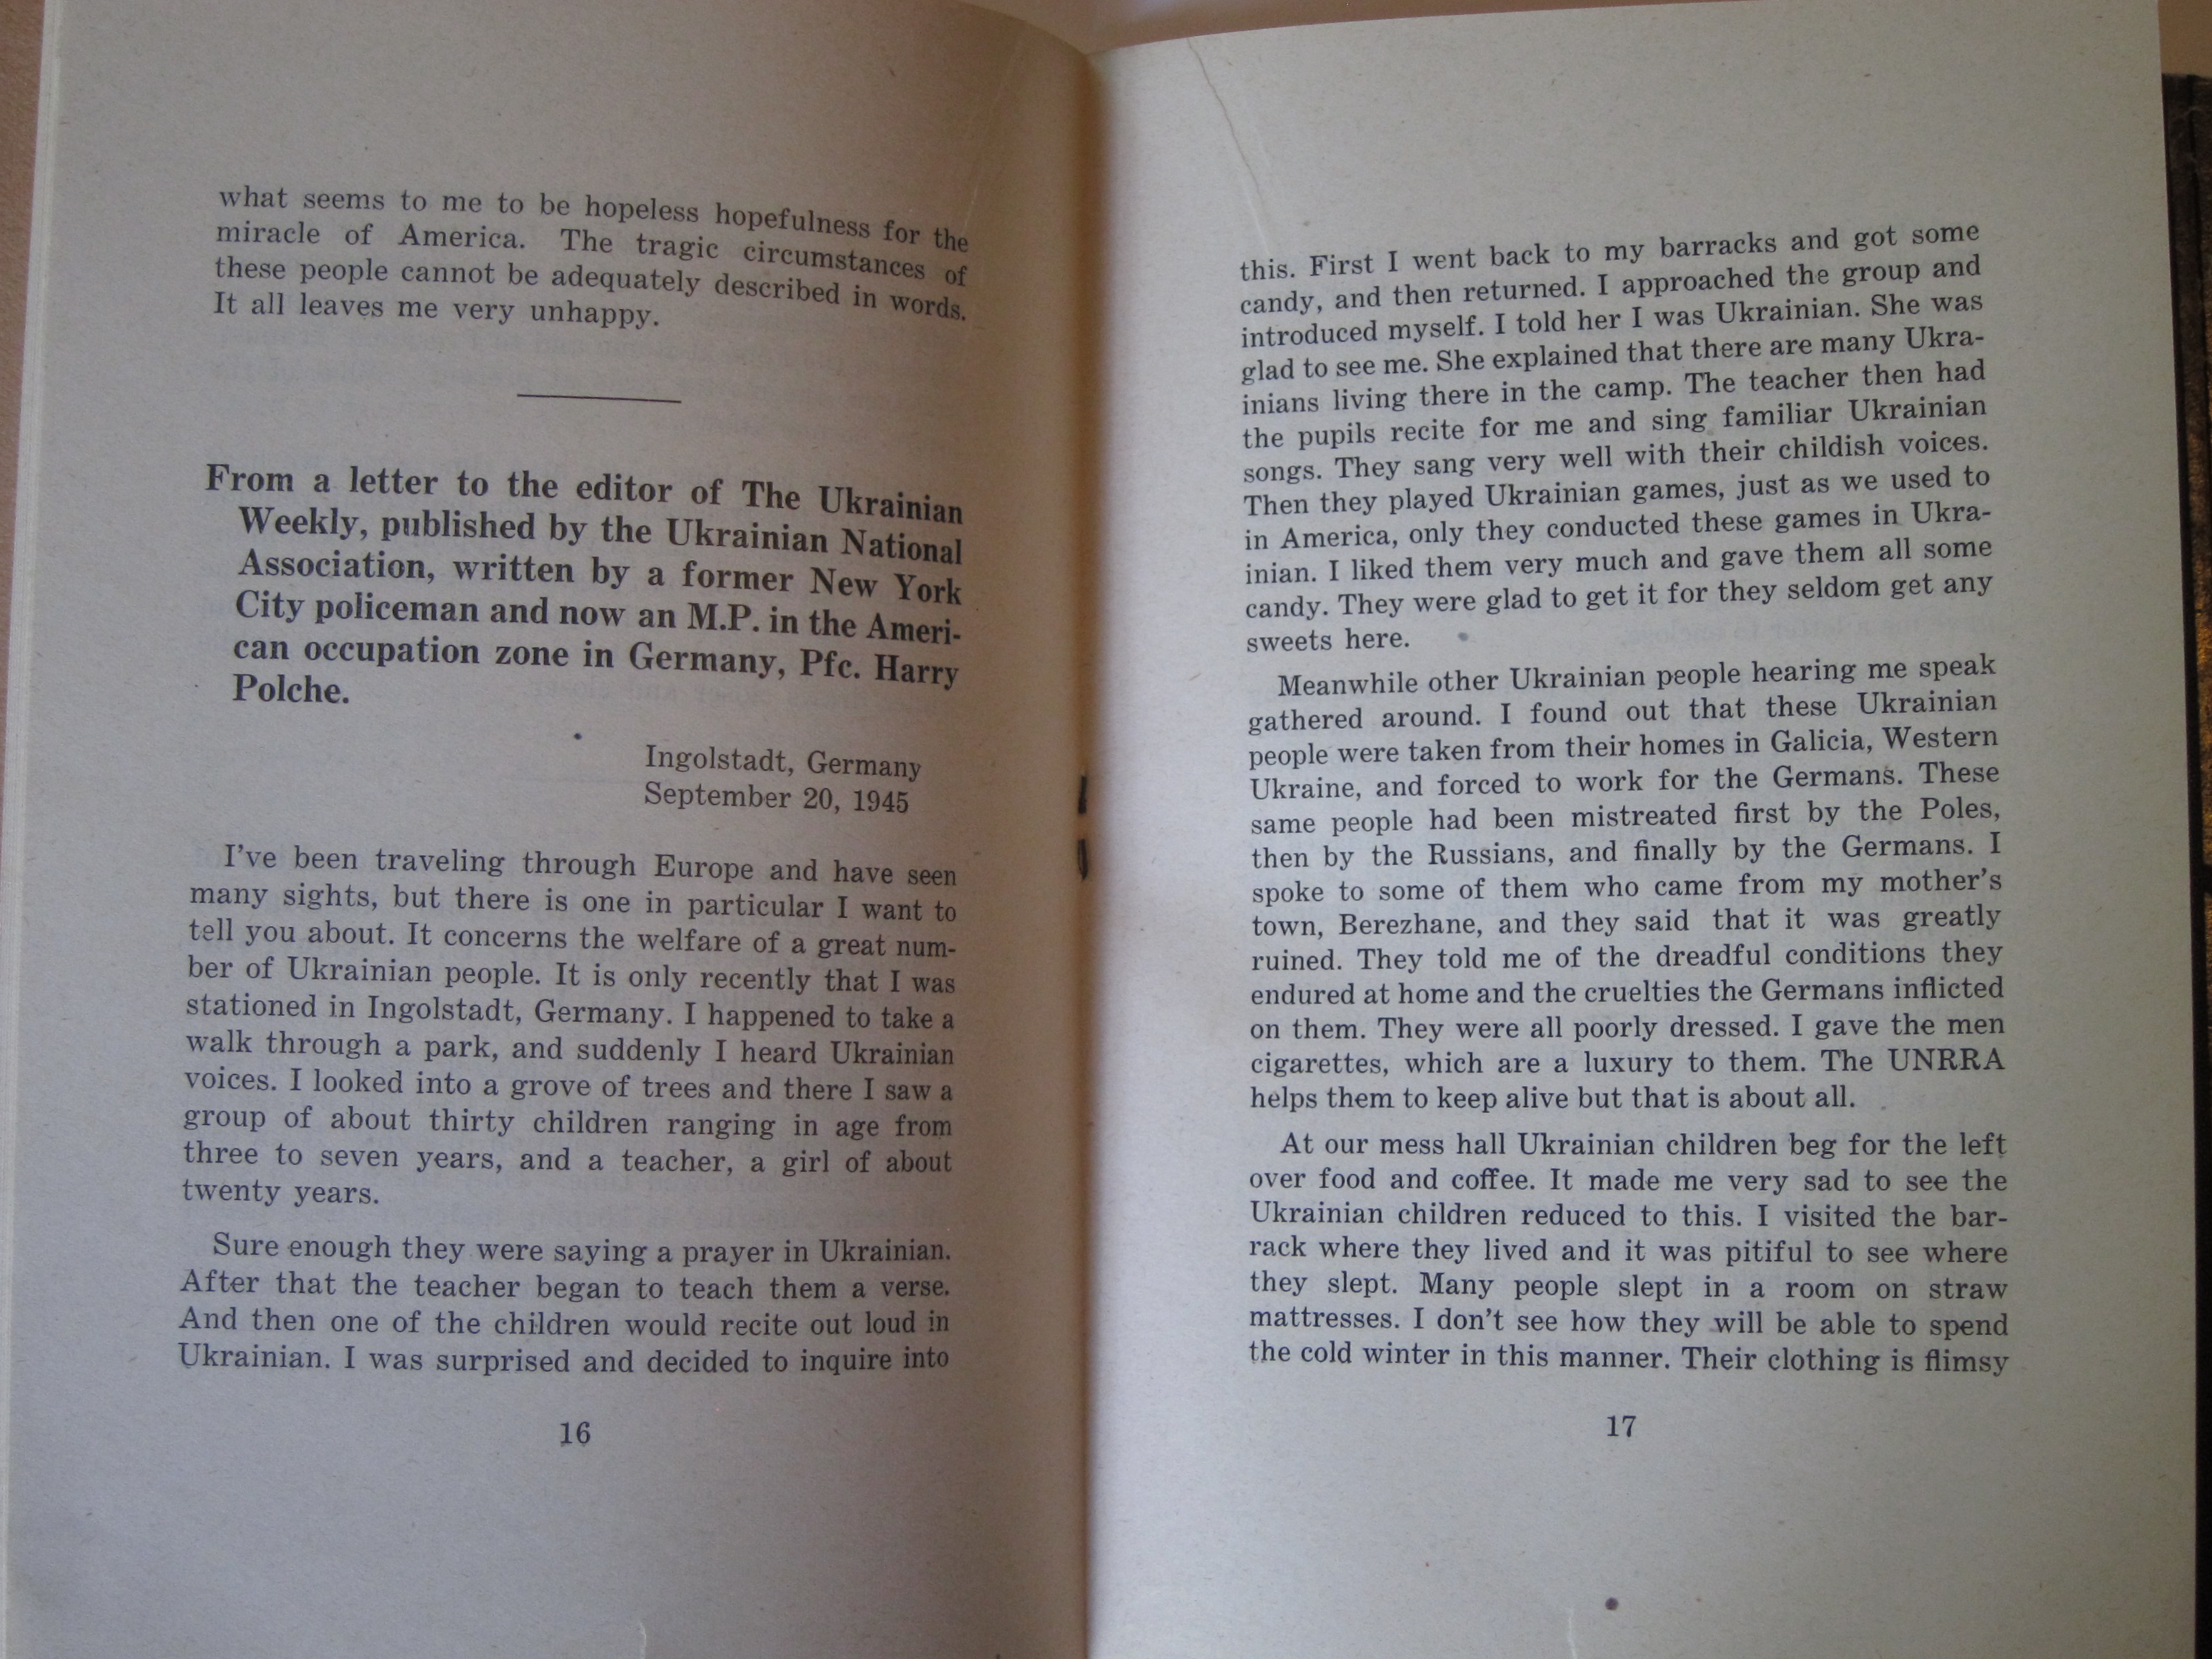 what seems to me to be hopeless hopefulness for the
miracle of America. The tragic circumstances of
these people cannot be adequately described in words.
It all leaves me very unhappy.
From a letter to the editor of The Ukrainian
Weekly, published by the Ukrainian National
Association, written by a former New York
City policeman and now an M.P. in the Ameri-
can occupation zone in Germany, Pfc. Harry
Polche.
Ingolstadt, Germany
September 20, 1945
I've been traveling through Europe and have seen
many sights, but there is one in particular I want to
tell you about. It concerns the welfare of a great num-
ber of Ukrainian people. It is only recently that I was
stationed in Ingolstadt, Germany. I happened to take a
walk through a park, and suddenly I heard Ukrainian
voices. I looked into a grove of trees and there I saw a
group of about thirty children ranging in age from
three to seven years, and a teacher, a girl of about
twenty years.
Sure enough they were saying a prayer in Ukrainian.
After that the teacher began to teach them a verse.
And then one of the children would recite out loud in
Ukrainian. I was surprised and decided to inquire into
16
this. First I went back to my barracks and got some
candy, and then returned. I approached the group and
introduced myself. I told her I was Ukrainian. She was
glad to see me. She explained that there are many Ukra-
inians living there in the camp. The teacher then had
the pupils recite for me and sing familiar Ukrainian
songs. They sang very well with their childish voices.
Then they played Ukrainian games, just as we used to
in America, only they conducted these games in Ukra-
inian. I liked them very much and gave them all some
candy. They were glad to get it for they seldom get any
sweets here.
Meanwhile other Ukrainian people hearing me speak
gathered around. I found out that these Ukrainian
people were taken from their homes in Galicia, Western
Ukraine, and forced to work for the Germans. These
same people had been mistreated first by the Poles,
then by the Russians, and finally by the Germans. I
spoke to some of them who came from my mother's
town, Berezhane, and they said that it was greatly
ruined. They told me of the dreadful conditions they
endured at home and the cruelties the Germans inflicted
on them. They were all poorly dressed. I gave the men
cigarettes, which are a luxury to them. The UNRRA
helps them to keep alive but that is about all.
At our mess hall Ukrainian children beg for the left
over food and coffee. It made me very sad to see the
Ukrainian children reduced to this. I visited the bar-
rack where they lived and it was pitiful to see where
they slept. Many people slept in a room on straw
mattresses. I don't see how they will be able to spend
the cold winter in this manner. Their clothing is flimsy
17